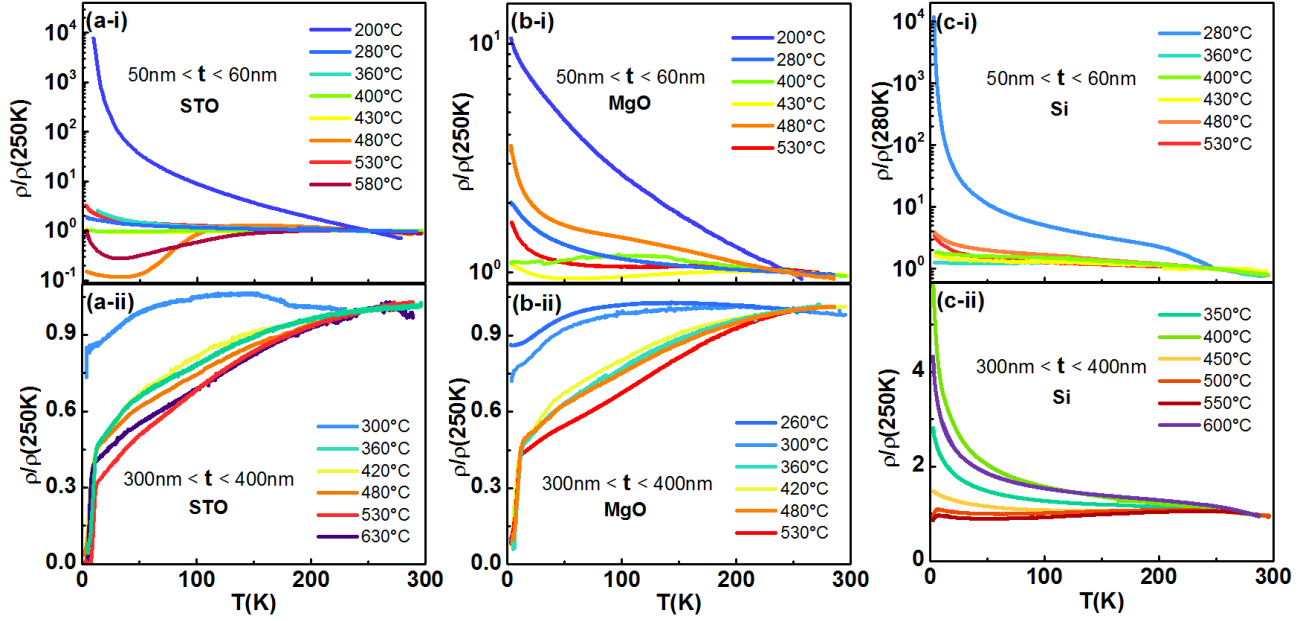 (a-i)
10^4
10^3
10^2
10^1
10^0
10^-1
ρ/ρ(250K)
50nm < t < 60nm
STO
200°C
280°C
360°C
400°C
430°C
480°C
530°C
580°C
(b-i)
10^1
10^0
ρ/ρ(250K)
50nm < t < 60nm
MgO
200°C
280°C
400°C
430°C
480°C
530°C
(c-i)
10^4
10^3
10^2
10^1
10^0
ρ/ρ(280K)
50nm < t < 60nm
Si
280°C
360°C
400°C
430°C
480°C
530°C
(a-ii)
0.9
0.6
0.3
0.0
ρ/ρ(250K)
300nm < t < 400nm
STO
300°C
360°C
420°C
480°C
530°C
630°C
0
100
200
300
T(K)
(b-ii)
0.9
0.6
0.3
0.0
ρ/ρ(250K)
300nm < t < 400nm
MgO
260°C
300°C
360°C
420°C
480°C
530°C
0
100
200
300
T(K)
(c-ii)
4
2
0
ρ/ρ(250K)
300nm < t < 400nm
Si
350°C
400°C
450°C
500°C
550°C
600°C
0
100
200
300
T(K)